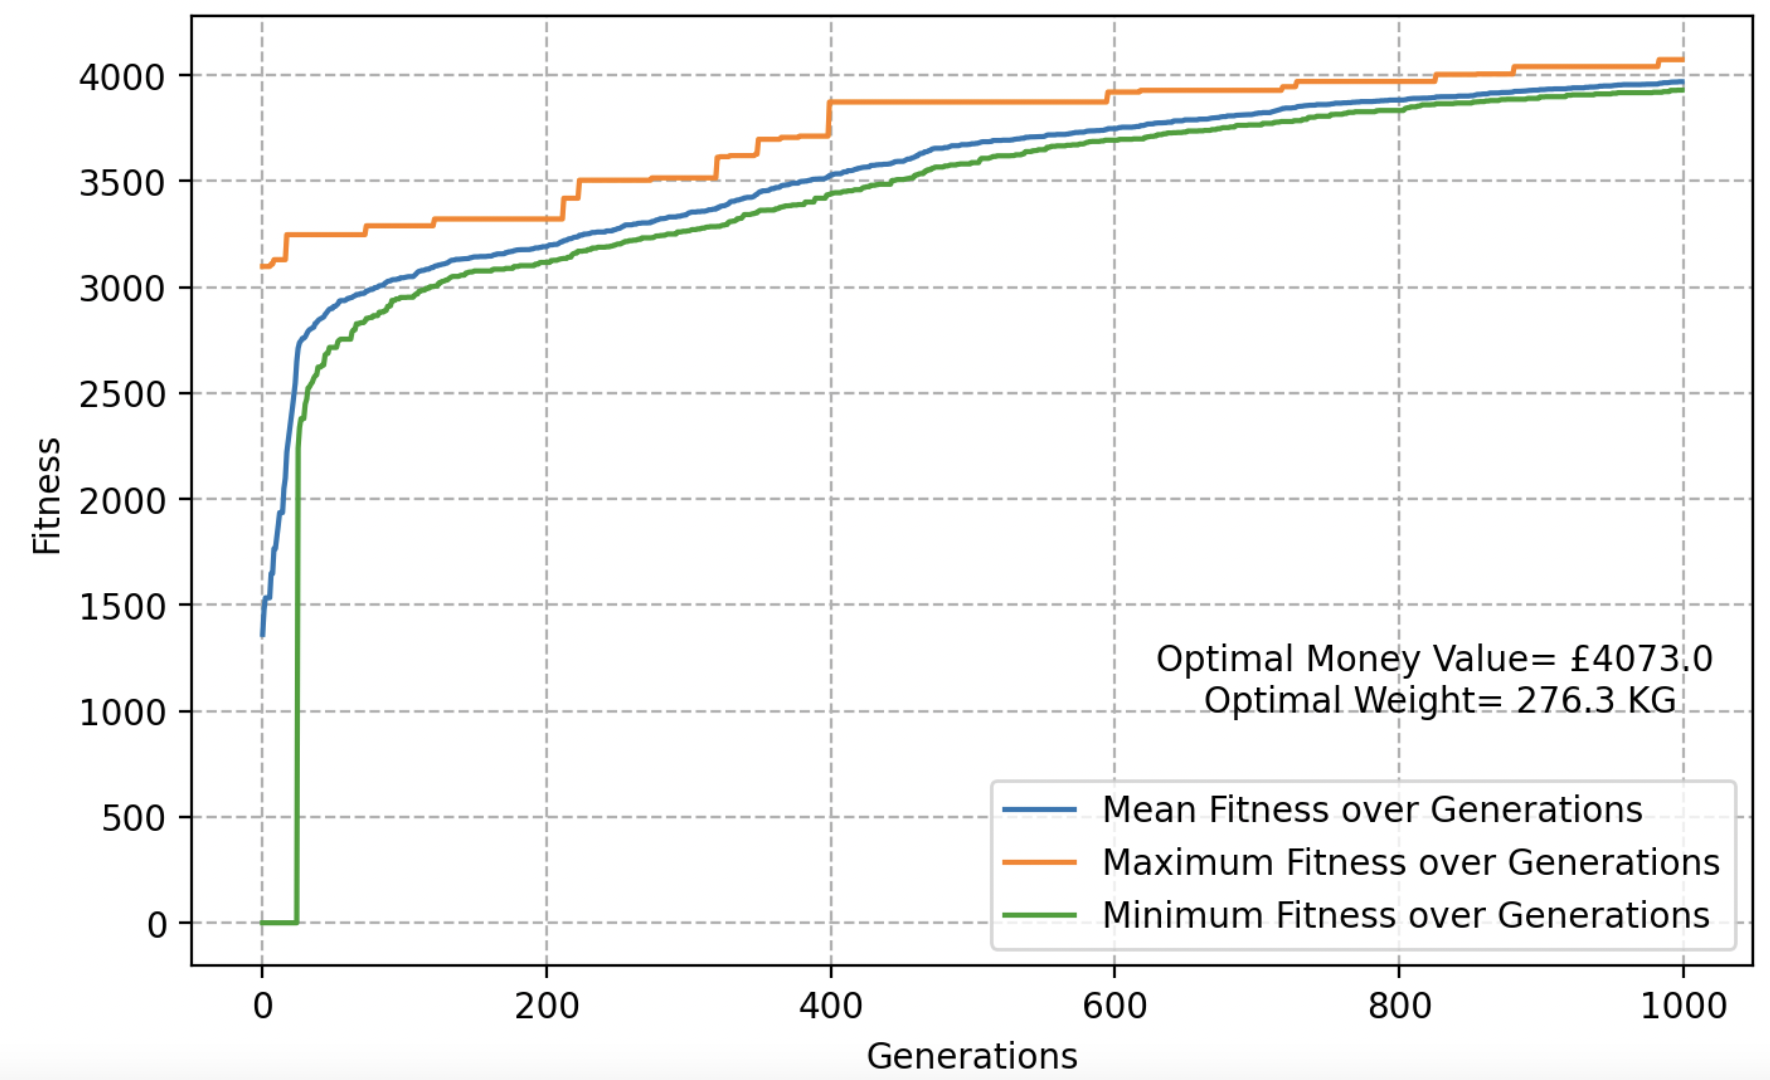 4000
3500
3000
2500
2000
1500
1000
500
0
Fitness
Optimal Money Value= £4073.0
Optimal Weight= 276.3 KG
Mean Fitness over Generations
Maximum Fitness over Generations
Minimum Fitness over Generations
0 200 400 600 800 1000
Generations